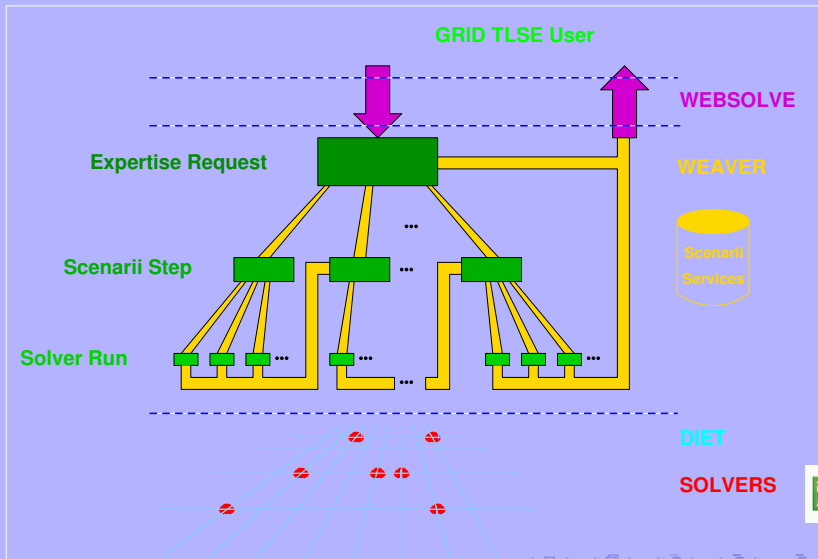 GRID TLSE User
WEBSOLVE
Expertise Request
WEAVER
...
Scenarii
Services
Scenarii Step
...
Solver Run
... ... ...
...
DIET
SOLVERS